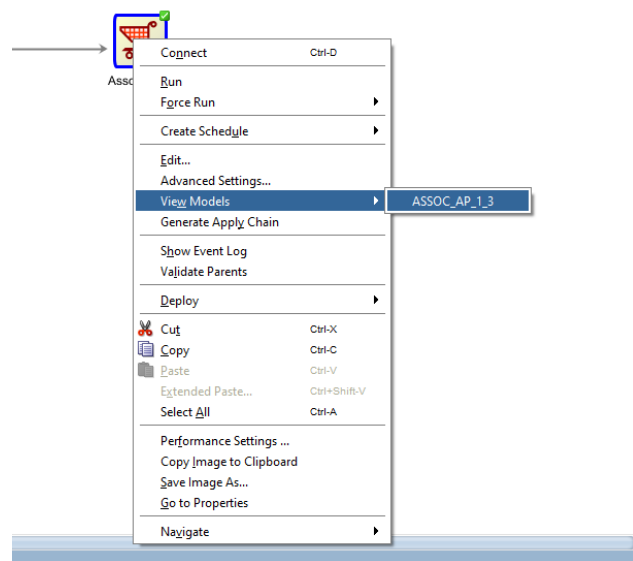 Asso
Connect Ctrl-D
Run
Force Run
Create Schedule
Edit...
Advanced Settings...
View Models ASSOC_AP_1_3
Generate Apply Chain
Show Event Log
Validate Parents
Deploy
Cut Ctrl-X
Copy Ctrl-C
Paste Ctrl-V
Extended Paste... Ctrl+Shift-V
Select All Ctrl-A
Performance Settings ...
Copy Image to Clipboard
Save Image As...
Go to Properties
Navigate